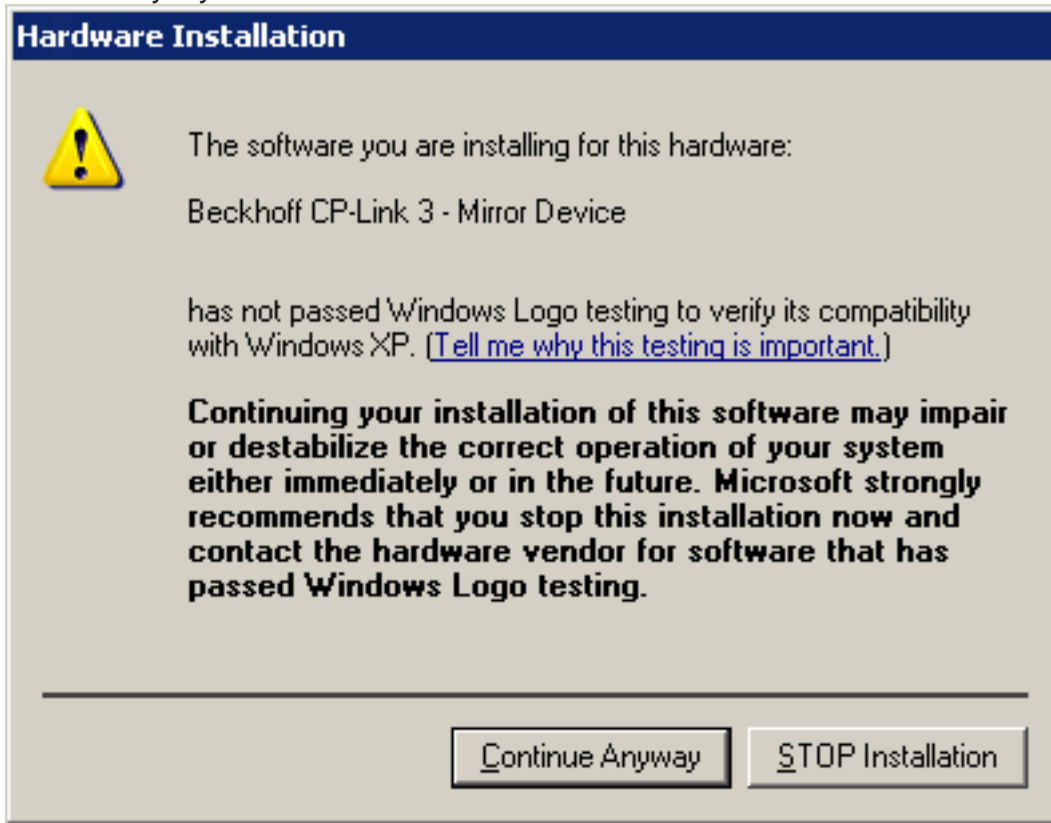 Hardware Installation
The software you are installing for this hardware:
Beckhoff CP-Link 3 - Mirror Device
has not passed Windows Logo testing to verify its compatibility
with Windows XP. (Tell me why this testing is important.)
Continuing your installation of this software may impair
or destabilize the correct operation of your system
either immediately or in the future. Microsoft strongly
recommends that you stop this installation now and
contact the hardware vendor for software that has
passed Windows Logo testing.
Continue Anyway
STOP Installation